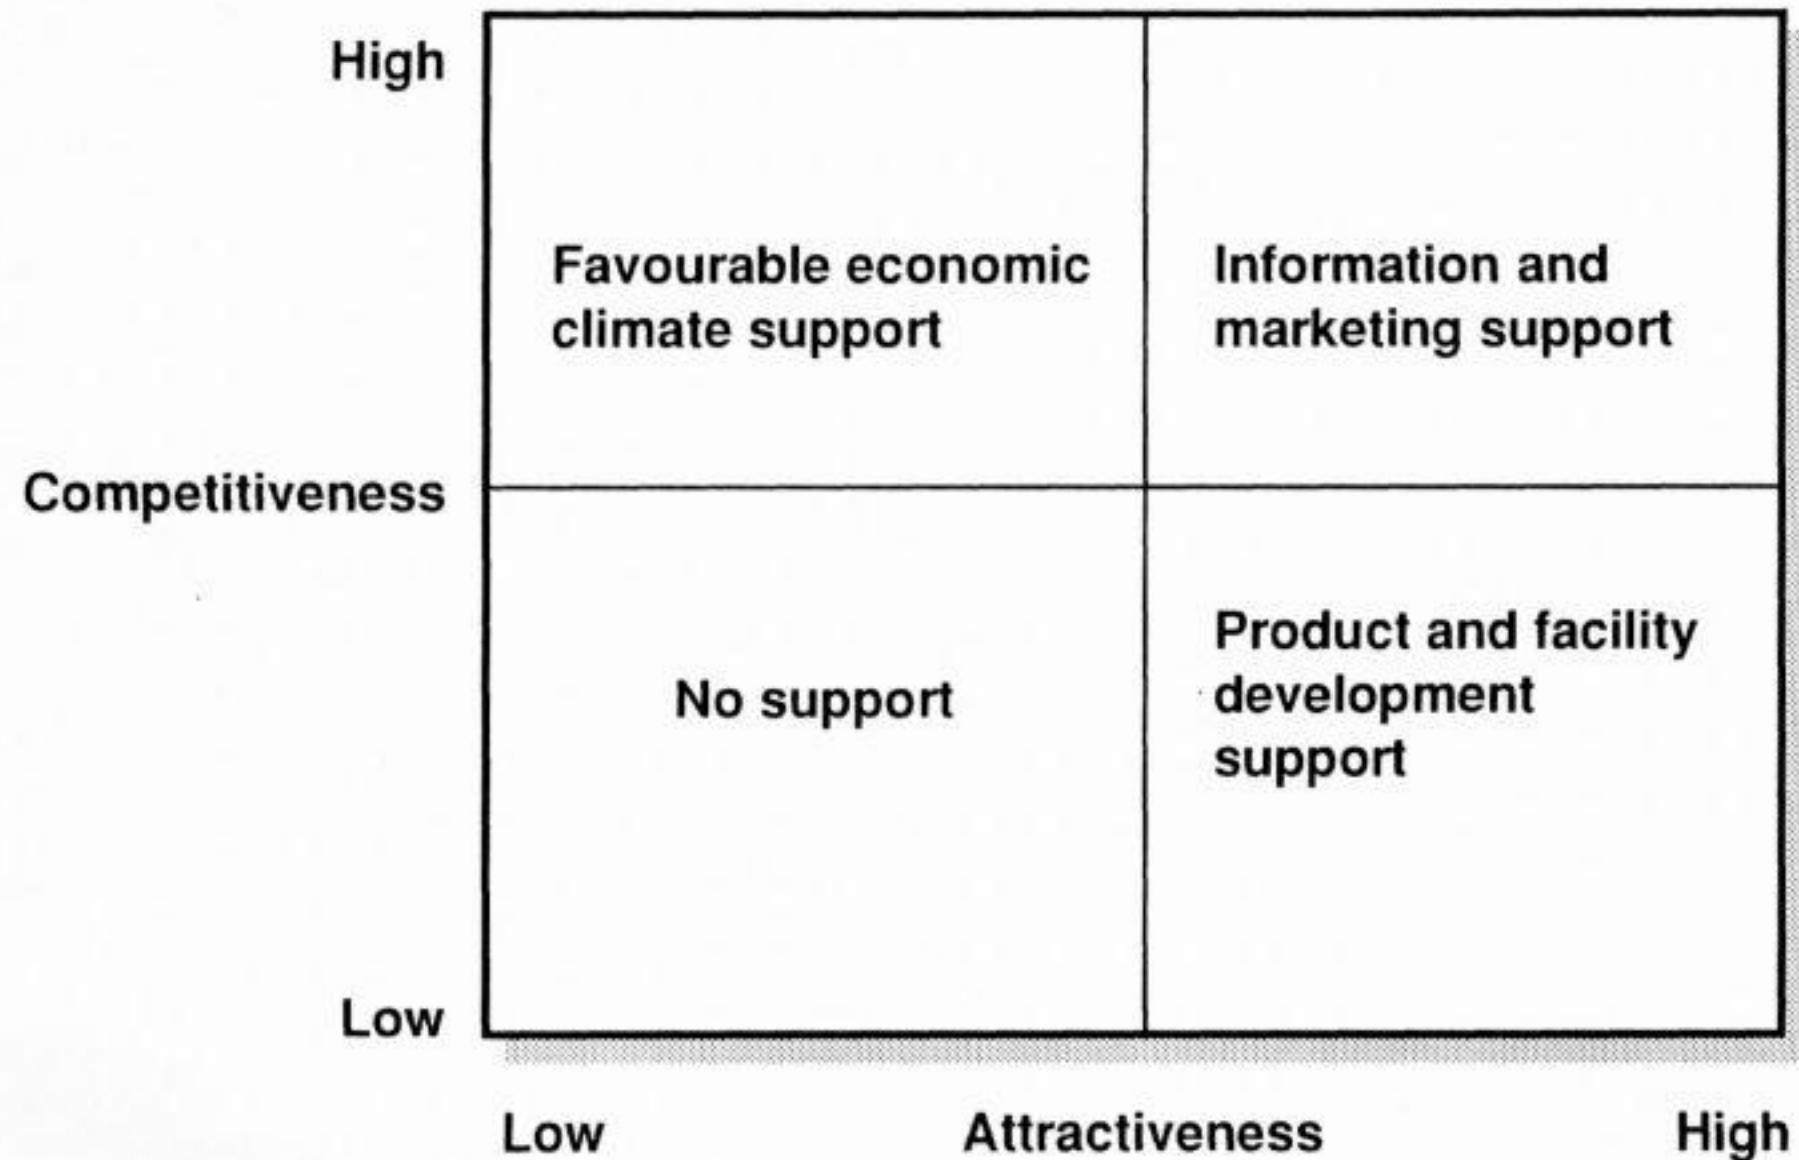 High
Favourable economic
climate support
Information and
marketing support
Competitiveness
No support
Product and facility
development
support
Low
Low Attractiveness High